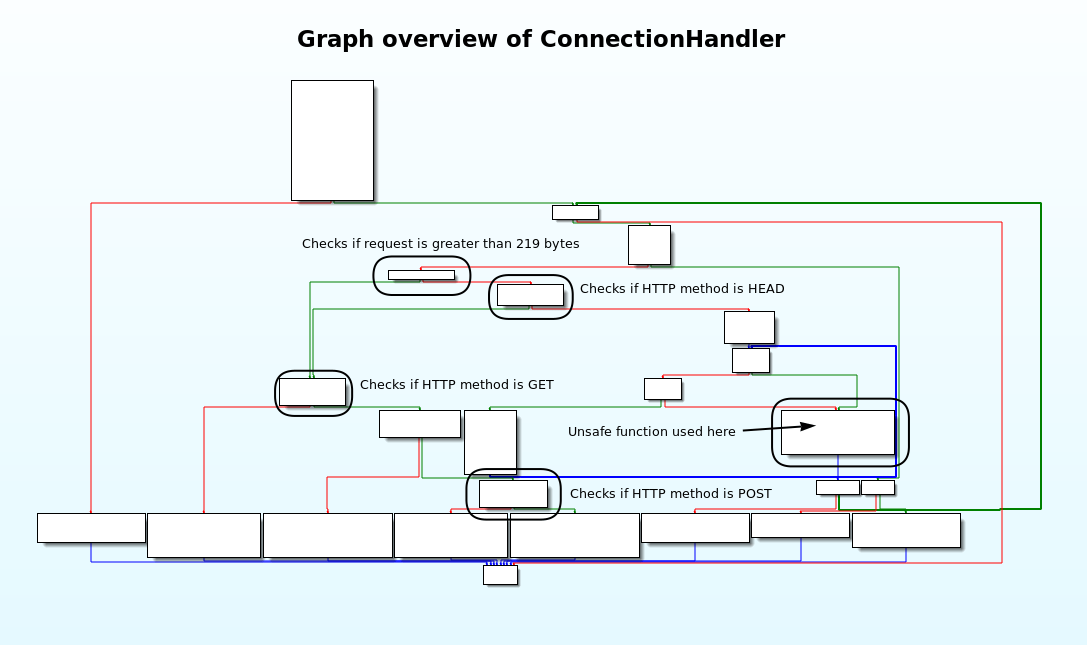 Graph overview of ConnectionHandler
Checks if request is greater than 219 bytes
Checks if HTTP method is HEAD
Checks if HTTP method is GET
Unsafe function used here
Checks if HTTP method is POST